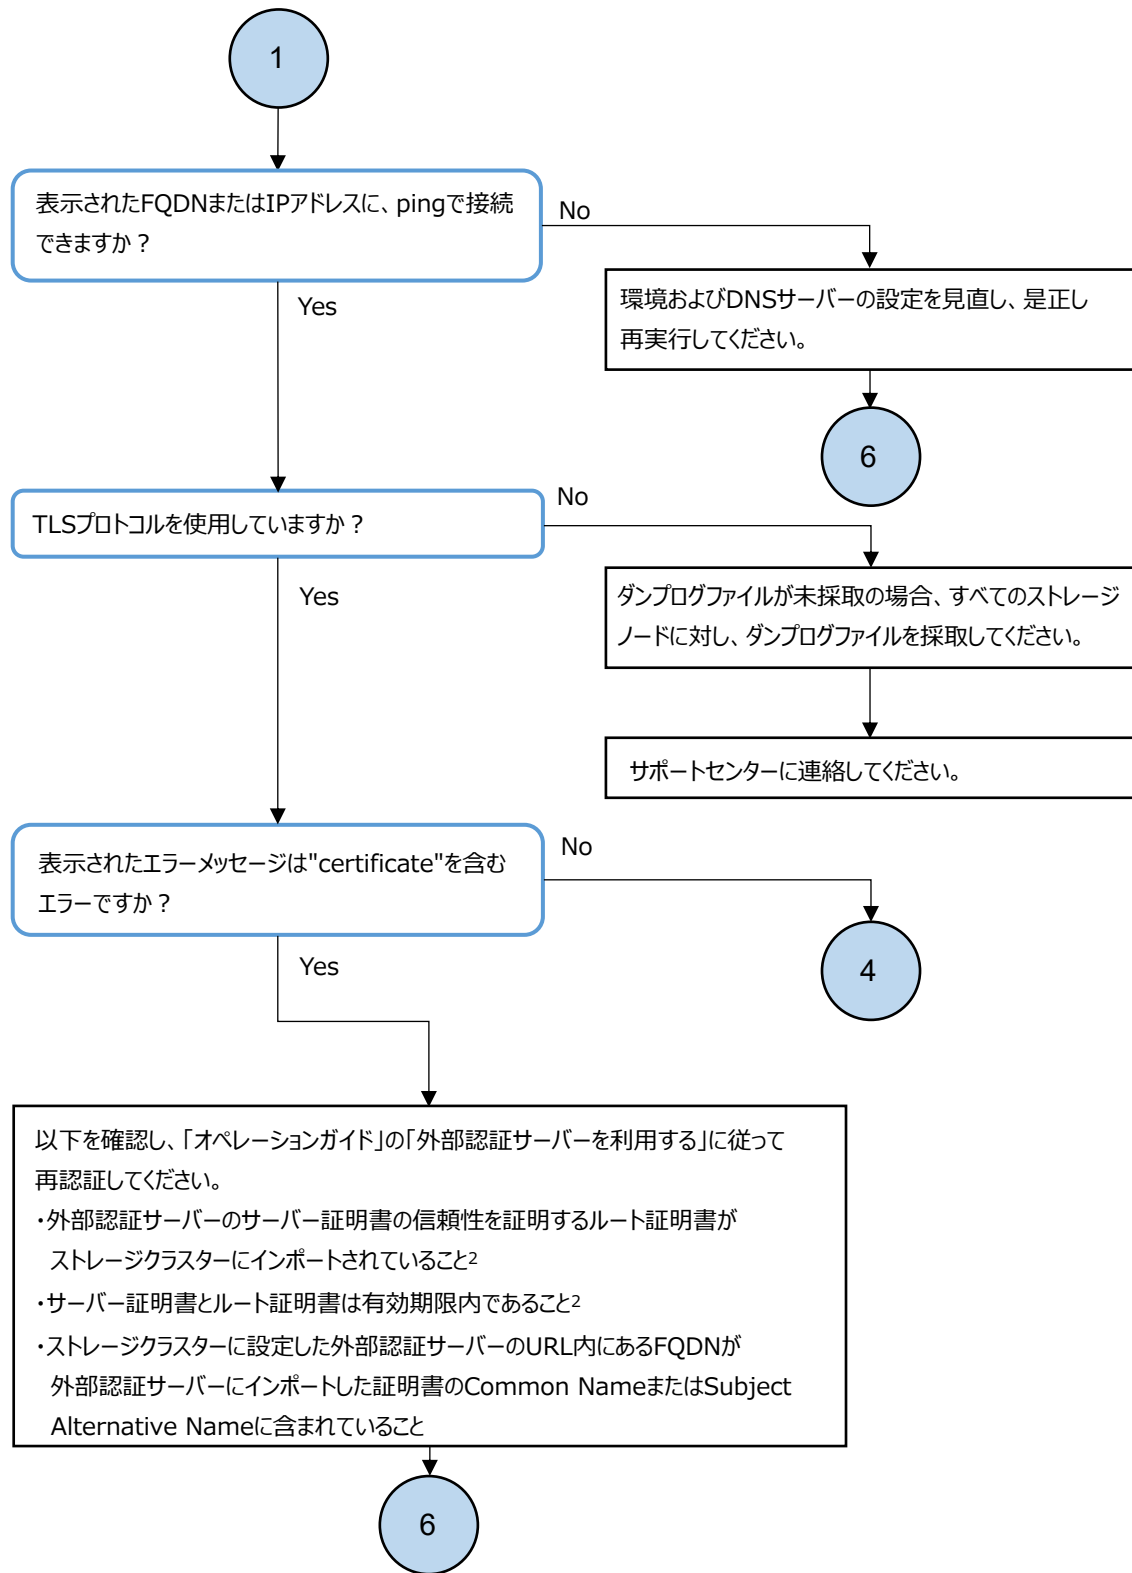 1
表示されたFQDNまたはIPアドレスに、pingで接続
できますか？
No
Yes
環境およびDNSサーバーの設定を見直し、是正し
再実行してください。
6
TLSプロトコルを使用していますか？
No
Yes
ダンプログファイルが未採取の場合、すべてのストレージ
ノードに対し、ダンプログファイルを採取してください。
サポートセンターに連絡してください。
表示されたエラーメッセージは"certificate"を含む
エラーですか？
No
Yes
4
以下を確認し、「オペレーションガイド」の「外部認証サーバーを利用する」に従って
再認証してください。
・外部認証サーバーのサーバー証明書の信頼性を証明するルート証明書が
ストレージクラスターにインポートされていること2
・サーバー証明書とルート証明書は有効期限内であること2
・ストレージクラスターに設定した外部認証サーバーのURL内にあるFQDNが
外部認証サーバーにインポートした証明書のCommon NameまたはSubject
Alternative Nameに含まれていること
6